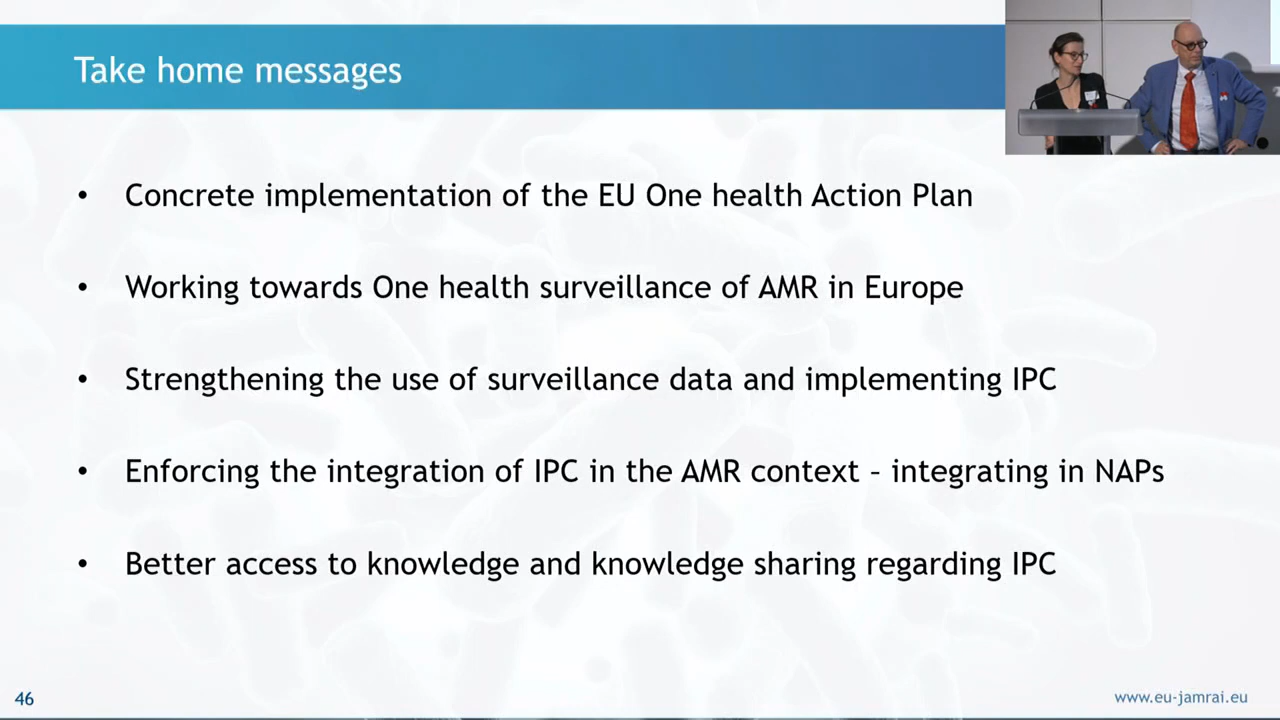 Take home messages
• Concrete implementation of the EU One health Action Plan
• Working towards One health surveillance of AMR in Europe
• Strengthening the use of surveillance data and implementing IPC
• Enforcing the integration of IPC in the AMR context – integrating in NAPs
• Better access to knowledge and knowledge sharing regarding IPC
46
www.eu-jamrai.eu